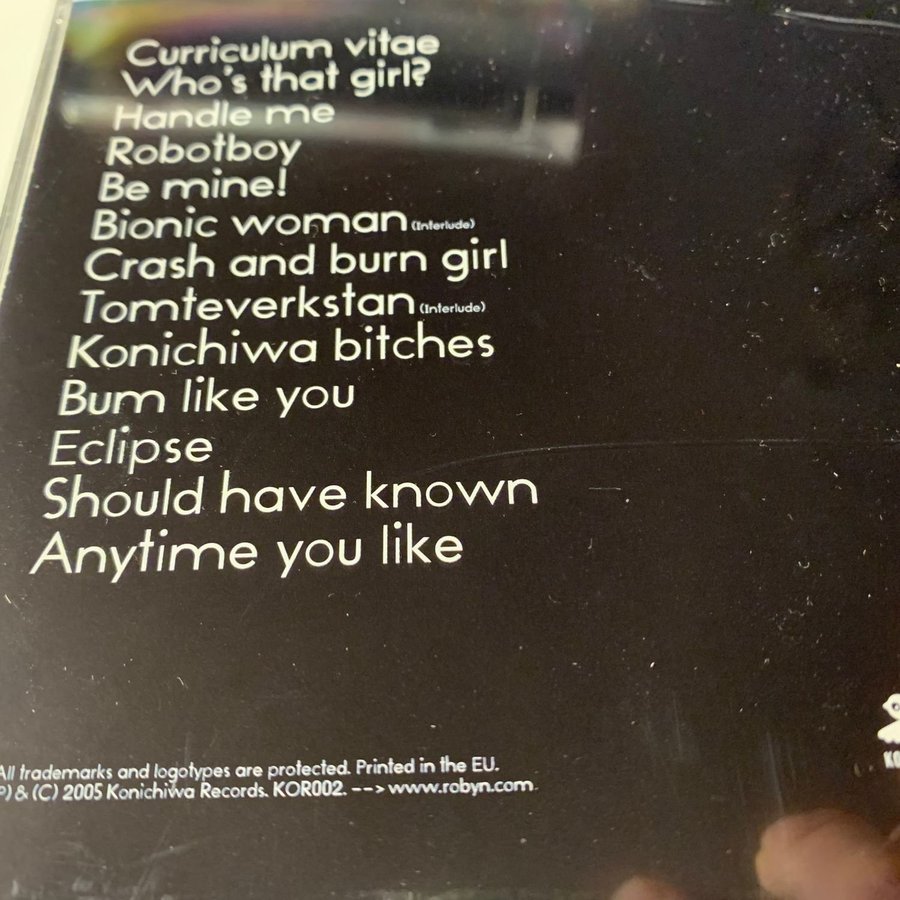 Curriculum vitae
Who's that girl?
Handle me
Robotboy
Be mine!
Bionic woman (Interlude)
Crash and burn girl
Tomteverkstan (Interlude)
Konichiwa bitches
Bum like you
Eclipse
Should have known
Anytime you like
All trademarks and logotypes are protected. Printed in the EU.
P) & (C) 2005 Konichiwa Records. KOR002. --> www.robyn.com
KO